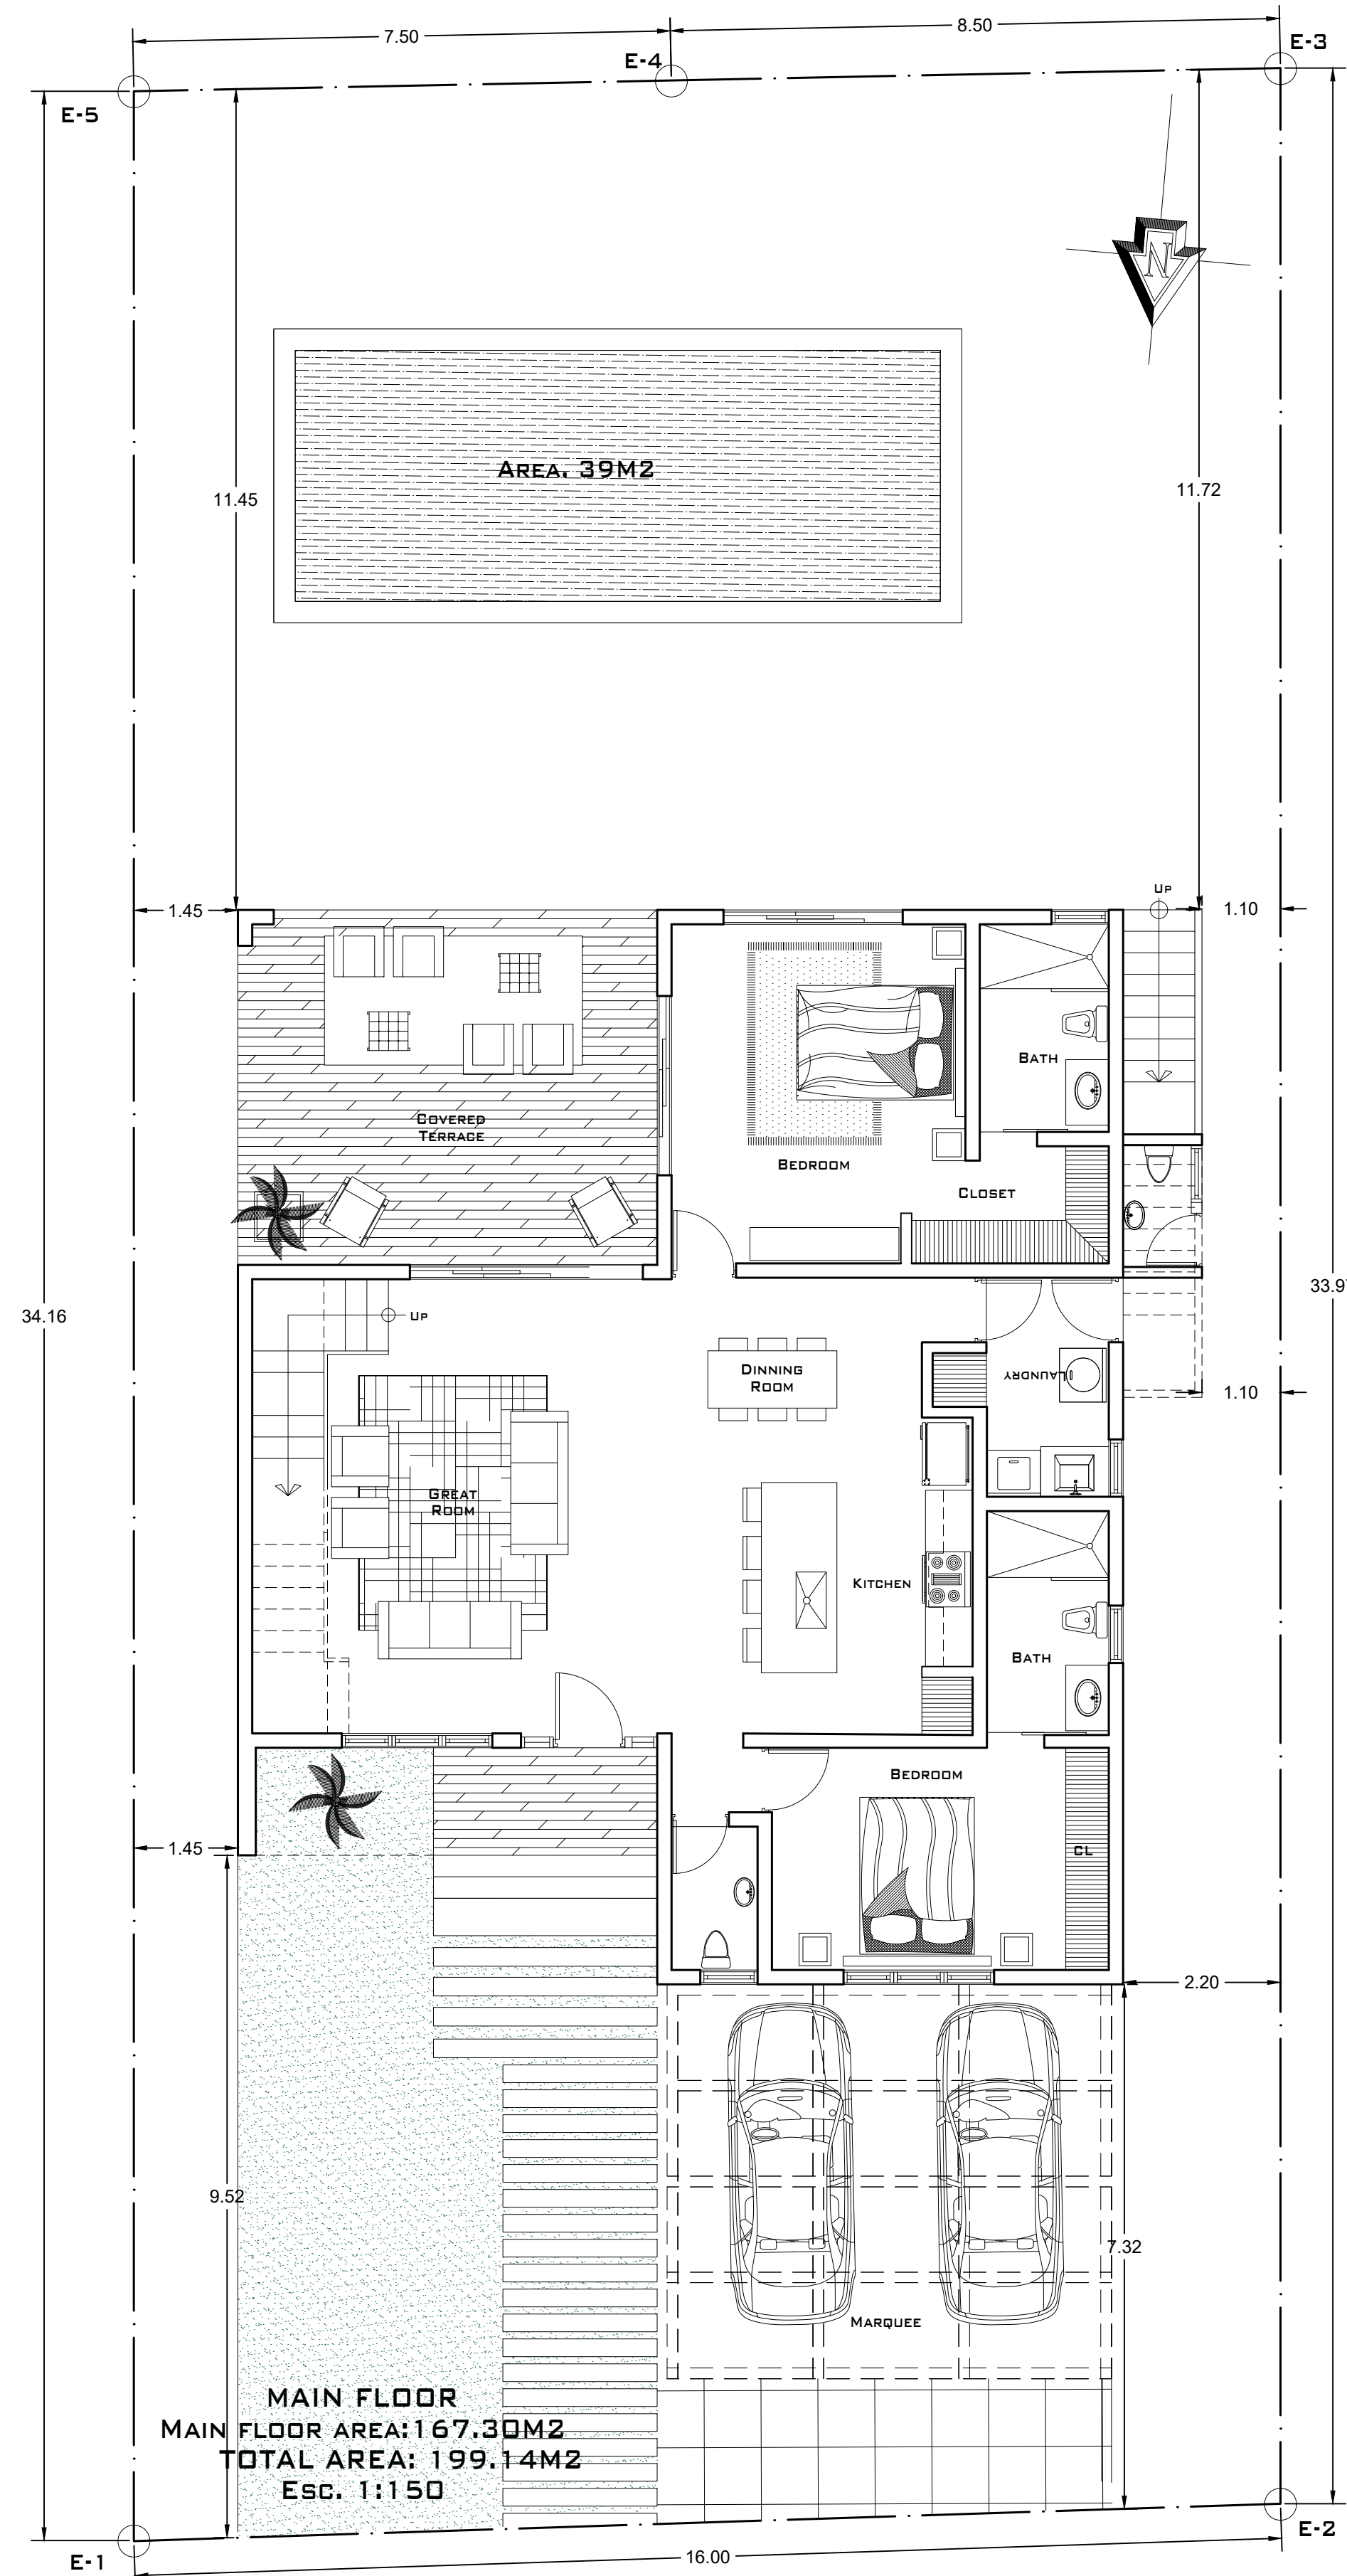 7.50
8.50
E-4
E-3
E-5
N
AREA. 39M2
11.45
11.72
UP
1.45
1.10
BATH
COVERED
TERRACE
BEDROOM
CLOSET
34.16
33.9
UP
DINNING
ROOM
LAUNDRY
1.10
GREAT
ROOM
KITCHEN
BATH
BEDROOM
1.45
CL
2.20
9.52
7.32
MARQUEE
MAIN FLOOR
MAIN FLOOR AREA:167.30M2
TOTAL AREA: 199.14M2
ESC. 1:150
E-2
E-1
16.00